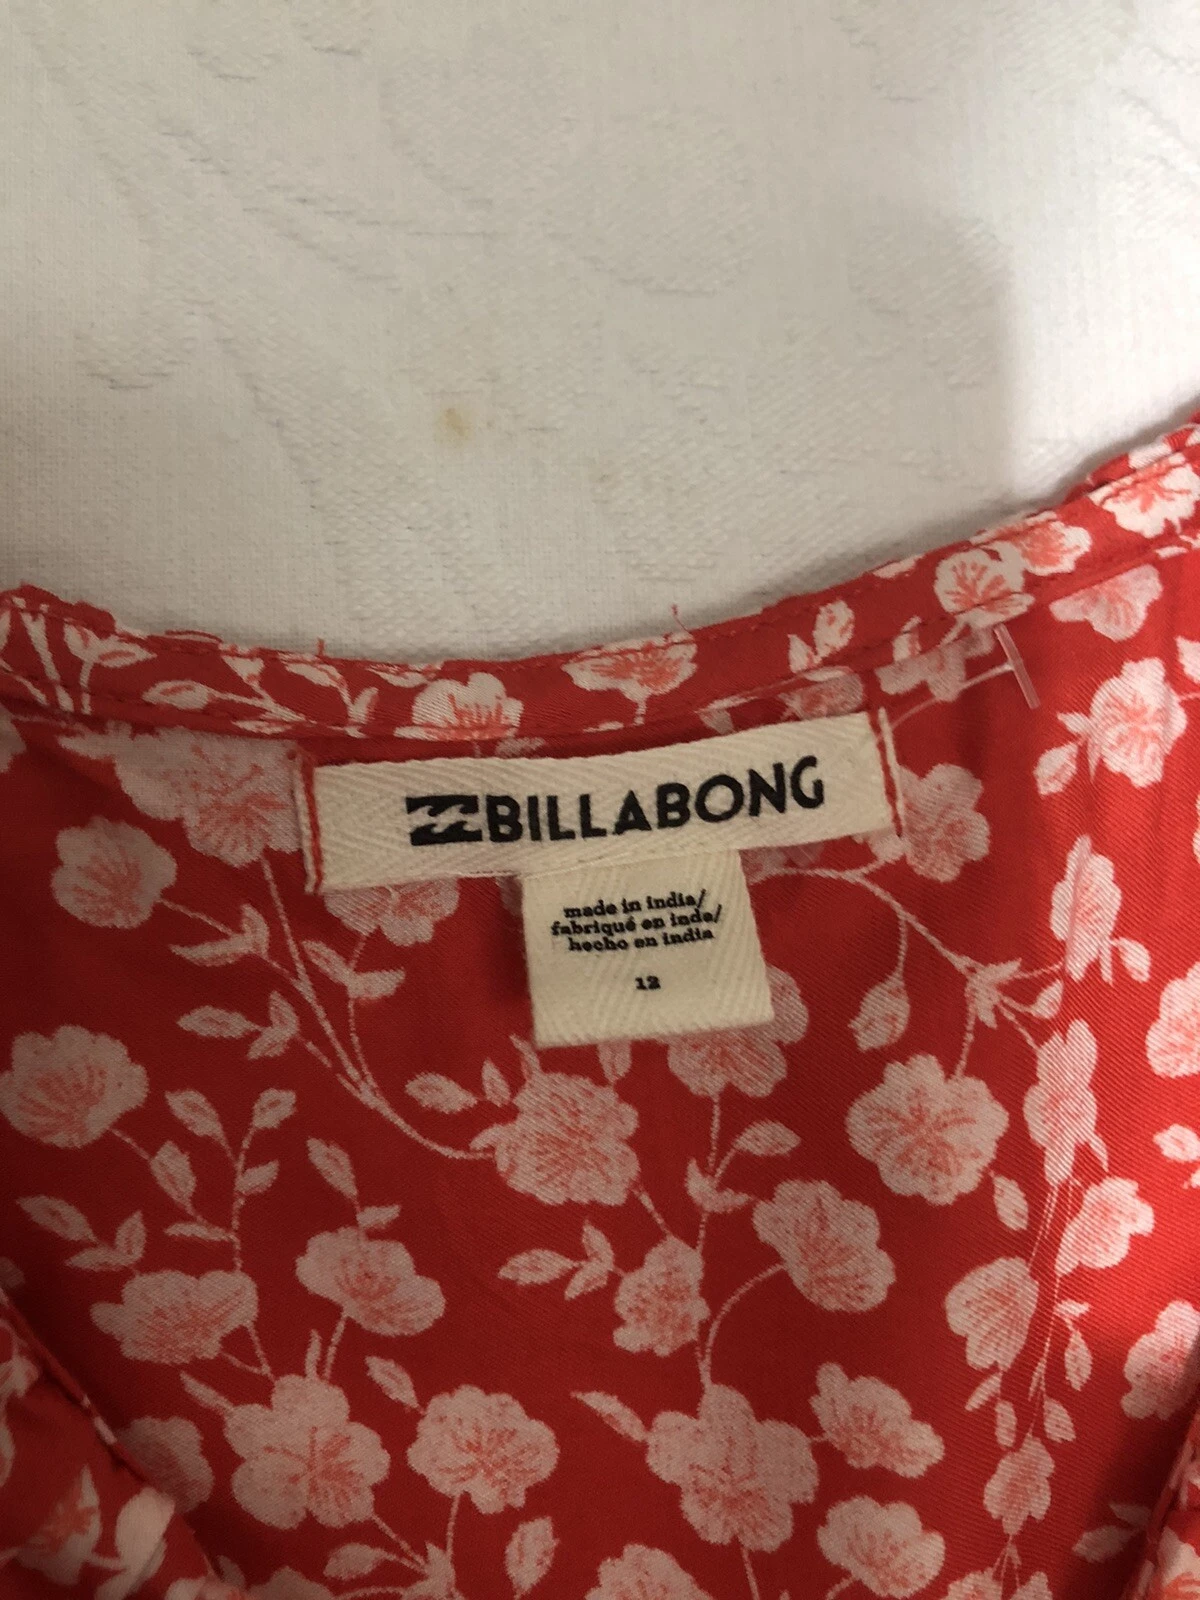 BILLABONG
made in india/
fabriqué en inde/
hecho en india
12